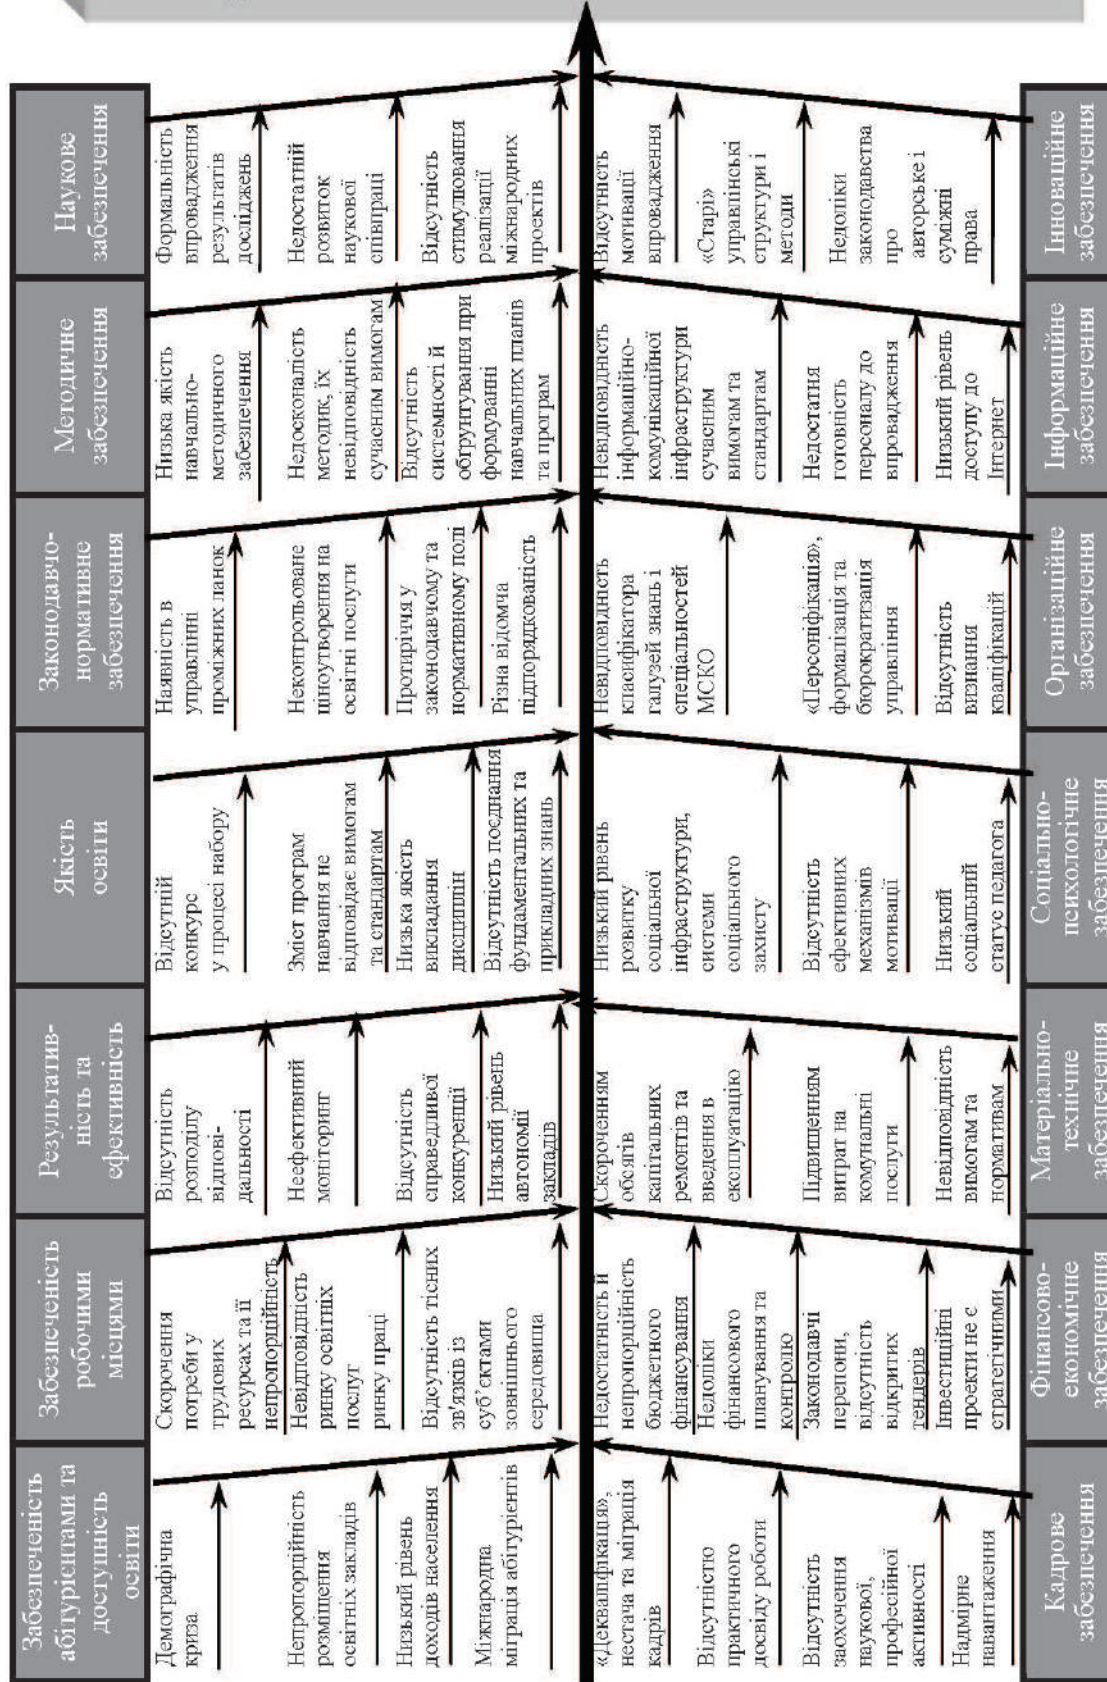 Забезпеченість
абітурієнтами та
доступність
освіти
Демографічна
криза
Непропорційність
розміщення
освітніх закладів
Низький рівень
доходів населення
Міжнародна
міграція абітурієнтів
Забезпеченість
робочими
місцями
Скорочення
потреби у
трудових
ресурсах та її
непропорційність
Невідповідність
ринку освітніх
послуг
ринку праці
Відсутність тісних
зв'язків із
суб’єктами
зовнішнього
середовища
Результатив-
ність та
ефективність
Відсутність
розподілу
відпові-
дальності
Неефективний
моніторинг
Відсутність
справедливої
конкуренції
Низький рівень
автономії
закладів
Якість
освіти
Відсутній
конкурс
у процесі набору
Зміст програм
навчання не
відповідає вимогам
та стандартам
Низька якість
викладання
дисциплін
Відсутність поєднання
фундаментальних та
прикладних знань
Законодавчо-
нормативне
забезпечення
Наявність в
управлінні
проміжних ланок
Неконтрольоване
ціноутворення на
освітні послуги
Протиріччя у
законодавчому та
нормативному полі
Різна відомча
підпорядкованість
Методичне
забезпечення
Низька якість
навчально-
методичного
забезпечення
Недосконалість
методик, їх
невідповідність
сучасним вимогам
Відсутність
системності й
обґрунтування при
формуванні
навчальних планів
та програм
Наукове
забезпечення
Формальність
впровадження
результатів
досліджень
Недостатній
розвиток
наукової
співпраці
Відсутність
стимулювання
реалізації
міжнародних
проектів
«Декваліфікація»,
нестача та міграція
кадрів
Відсутністю
практичного
досвіду роботи
Відсутність
заохочення
наукової,
професійної
активності
Надмірне
навантаження
Кадрове
забезпечення
Недостатність й
непропорційність
бюджетного
фінансування
Недоліки
фінансового
планування та
контролю
Законодавчі
перепони,
відсутність
відкритих
тендерів
Інвестиційні
проекти не є
стратегічними
Фінансово-
економічне
забезпечення
Скороченням
обсягів
капітальних
ремонтів та
введення в
експлуатацію
Підвищенням
витрат на
комунальні
послуги
Невідповідність
вимогам та
нормативам
Матеріально-
технічне
забезпечення
Низький рівень
розвитку
соціальної
інфраструктури,
системи
соціального
захисту
Відсутність
ефективних
механізмів
мотивації
Низький
соціальний
статус педагога
Соціально-
психологічне
забезпечення
Невідповідність
класифікатора
галузей знань і
спеціальностей
МСКО
«Персоніфікація»,
формалізація та
бюрократизація
управління
Відсутність
визнання
кваліфікацій
Організаційне
забезпечення
Невідповідність
інформаційно-
комунікаційної
інфраструктури
сучасним
вимогам та
стандартам
Недостатня
готовність
персоналу до
впровадження
Низький рівень
доступу до
Інтернет
Інформаційне
забезпечення
Відсутність
мотивації
впровадження
«Старі»
управлінські
структури і
методи
Недоліки
законодавства
про
авторське і
суміжні
права
Інноваційне
забезпечення